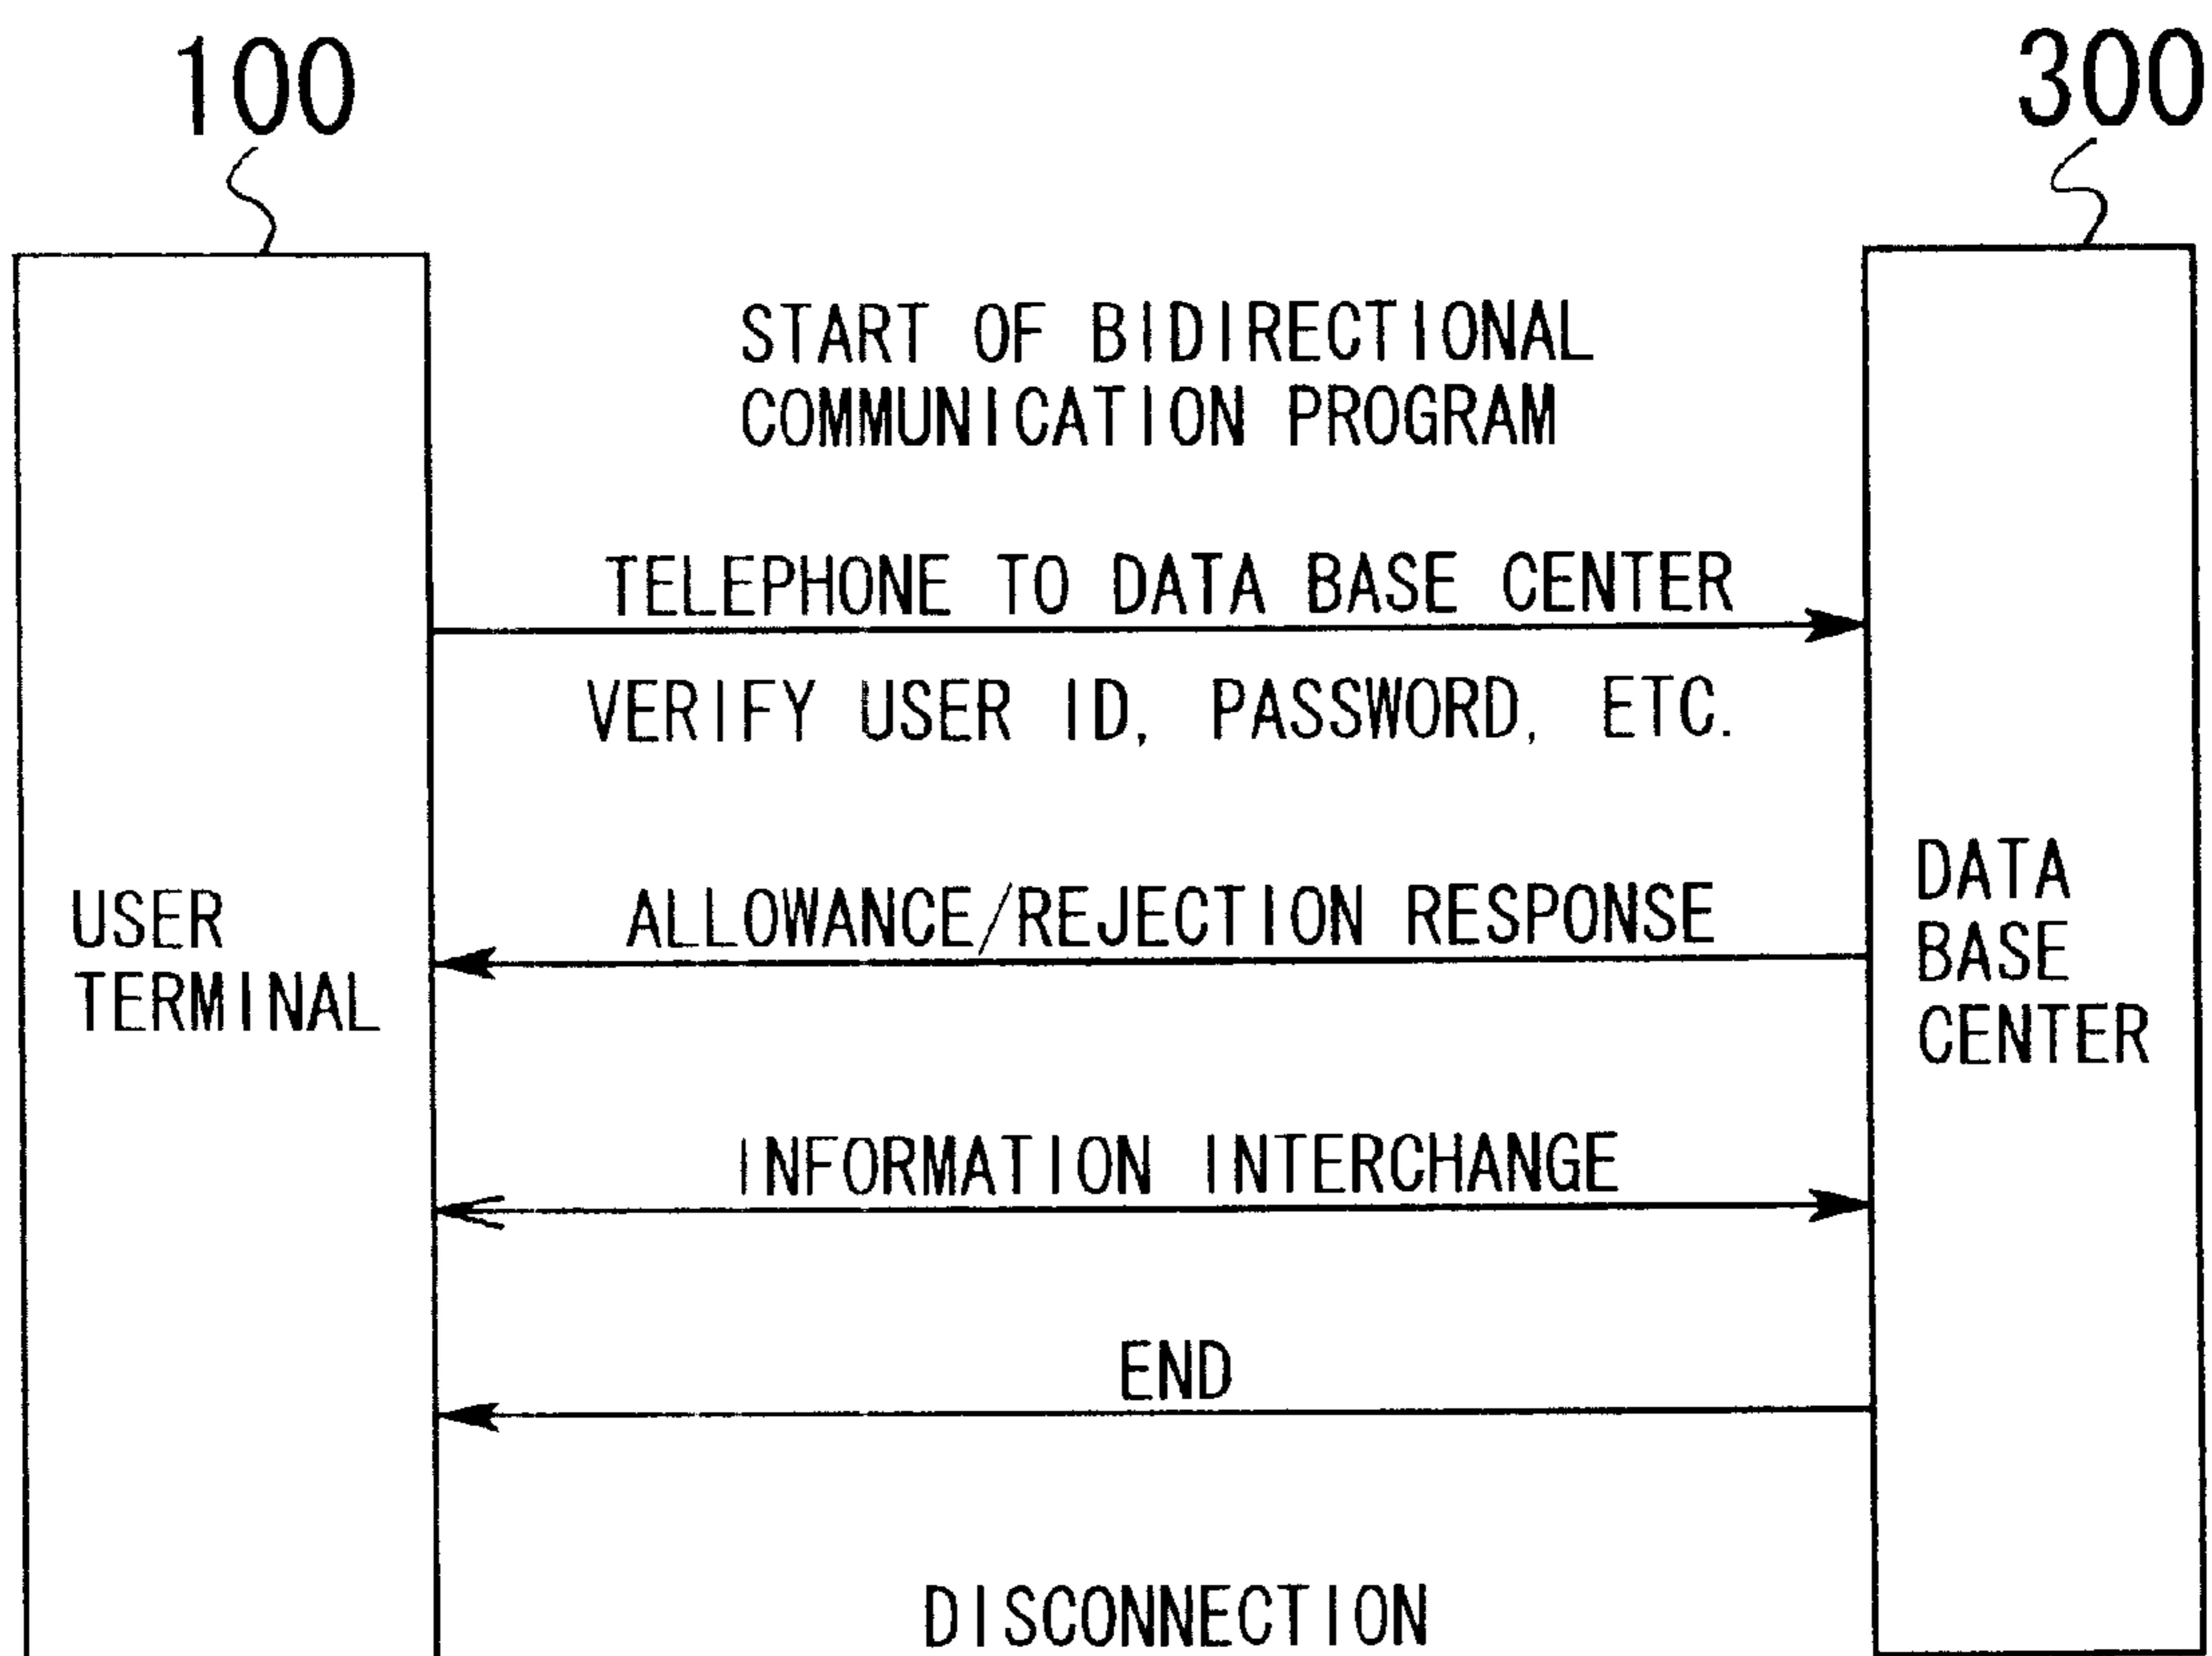 100
300
START OF BIDIRECTIONAL
COMMUNICATION PROGRAM
TELEPHONE TO DATA BASE CENTER
VERIFY USER ID, PASSWORD, ETC.
USER
TERMINAL
ALLOWANCE/REJECTION RESPONSE
DATA
BASE
CENTER
INFORMATION INTERCHANGE
END
DISCONNECTION